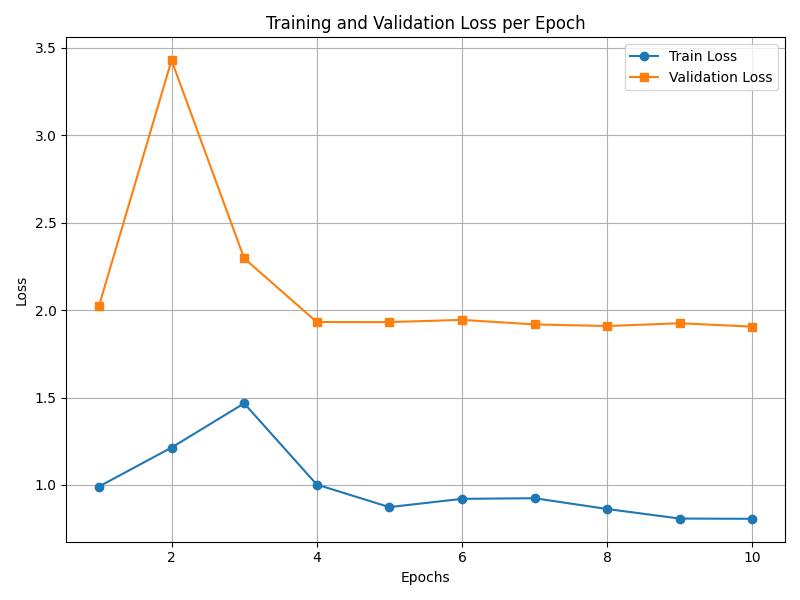 Training and Validation Loss per Epoch
Train Loss
Validation Loss
3.5
3.0
2.5
2.0
1.5
1.0
Loss
2 4 6 8 10
Epochs